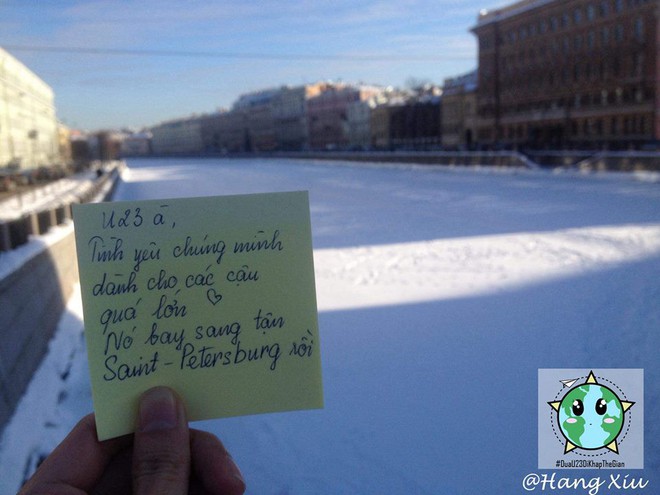 U23 à,
Tình yêu chúng mình
dành cho các cậu
quá lớn
Nó bay sang tận
Saint-Petersburg rồi
#DuaU23DiKhapTheGian
@Hang Xiu